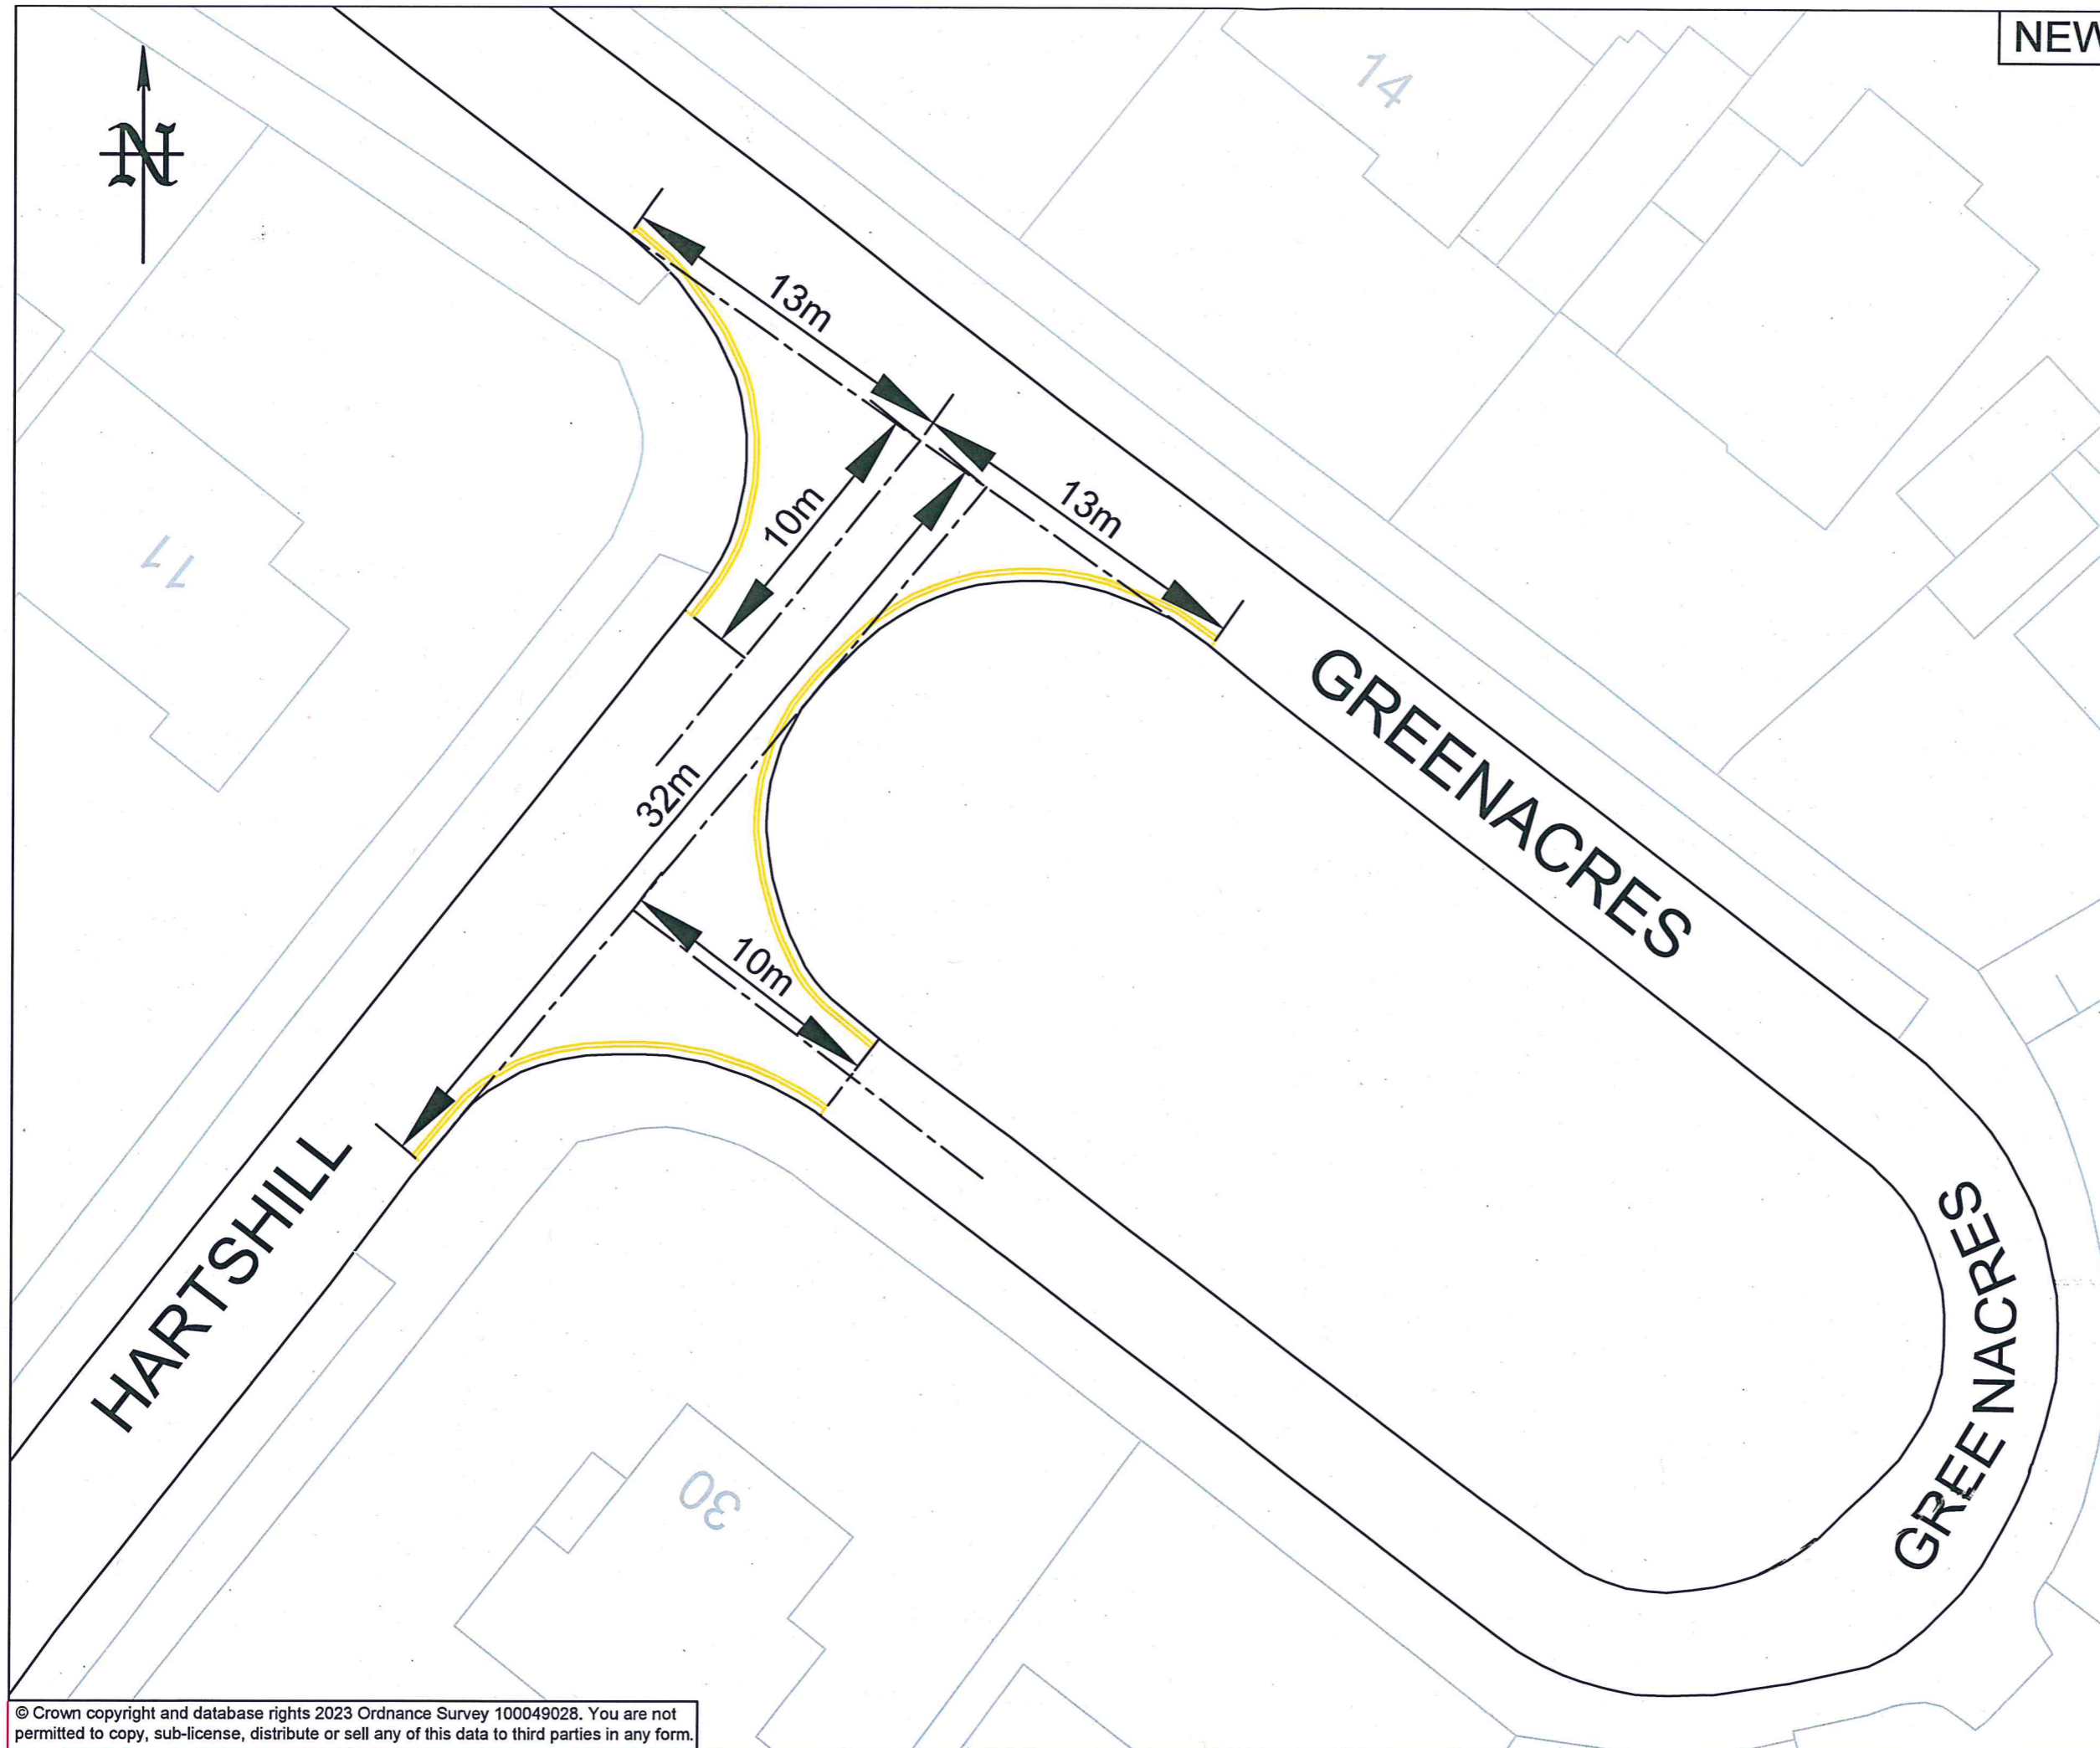 NEW
N
14
13m
13m
10m
11
GREENACRES
32m
10m
HARTSHILL
GREENACRES
30
© Crown copyright and database rights 2023 Ordnance Survey 100049028. You are not
permitted to copy, sub-license, distribute or sell any of this data to third parties in any form.